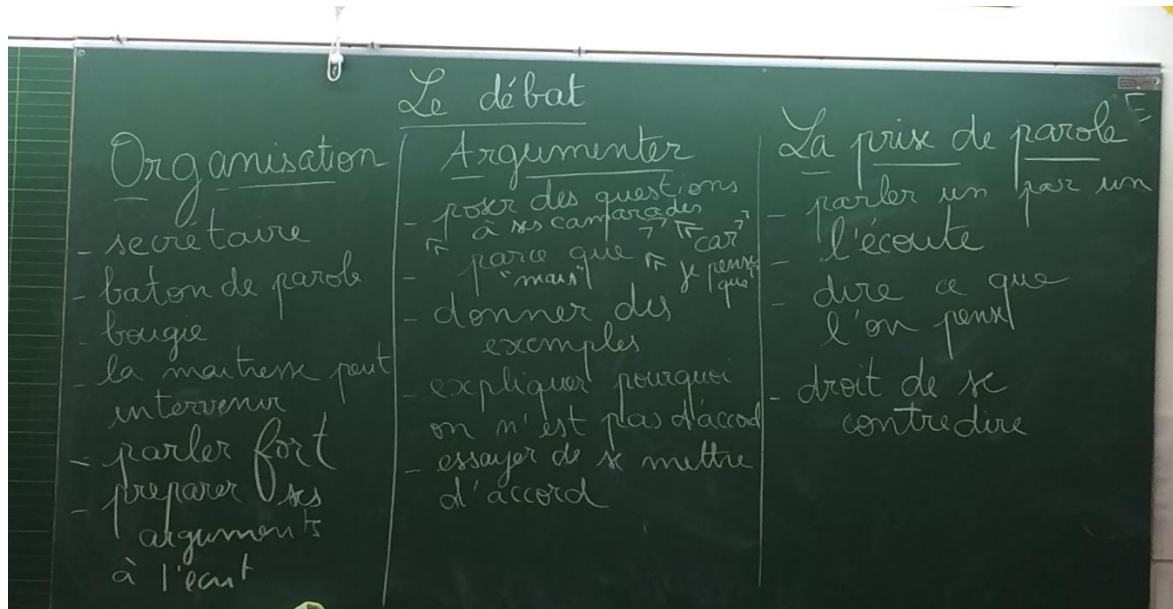 Le débat
Organisation
- secrétaire
- baton de parole
- bougie
- la maitresse peut
intervenir
- parler fort
- préparer ses
arguments
à l'ecrit
Argumenter
- poser des questions
à ses camarades
- << parce que >> << car >>
"mais" << je pense que >>
- donner des
exemples
- expliquer pourquoi
on n'est pas d'accord
- essayer de se mettre
d'accord
La prise de parole
- parler un par un
- l'écoute
- dire ce que
l'on pense
- droit de se
contredire